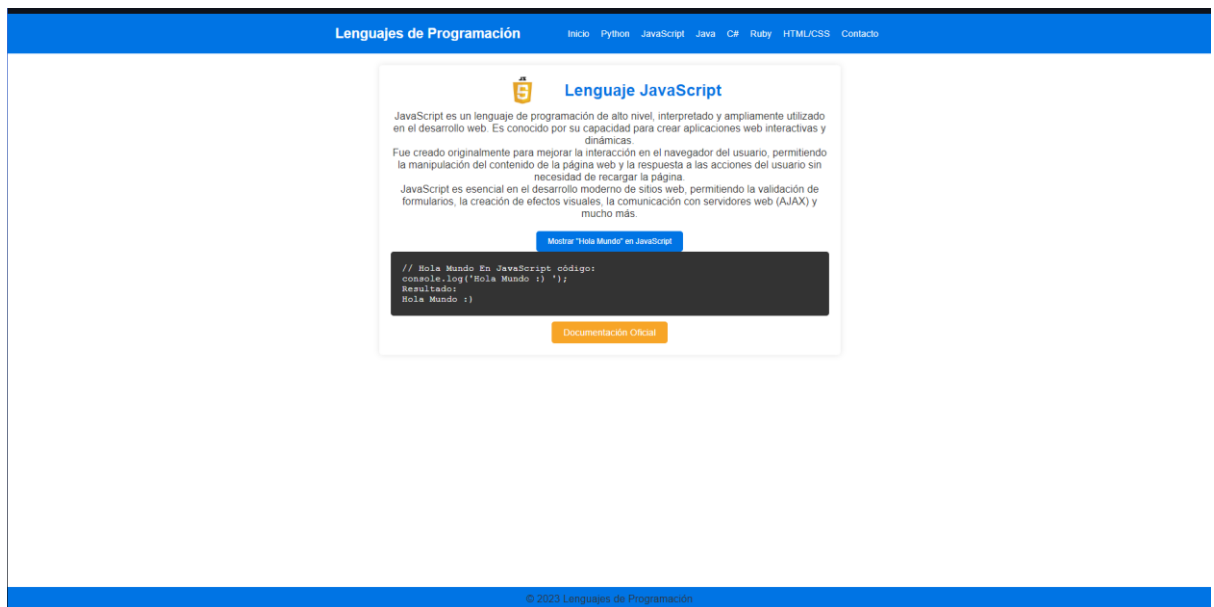 Lenguajes de Programación
Inicio Python JavaScript Java C# Ruby HTML/CSS Contacto
JS
Lenguaje JavaScript
JavaScript es un lenguaje de programación de alto nivel, interpretado y ampliamente utilizado
en el desarrollo web. Es conocido por su capacidad para crear aplicaciones web interactivas y
dinámicas.
Fue creado originalmente para mejorar la interacción en el navegador del usuario, permitiendo
la manipulación del contenido de la página web y la respuesta a las acciones del usuario sin
necesidad de recargar la página.
JavaScript es esencial en el desarrollo moderno de sitios web, permitiendo la validación de
formularios, la creación de efectos visuales, la comunicación con servidores web (AJAX) y
mucho más.
Mostrar "Hola Mundo" en JavaScript
// Hola Mundo En JavaScript código:
console.log('Hola Mundo :) ');
Resultado:
Hola Mundo :)
Documentación Oficial
© 2023 Lenguajes de Programación